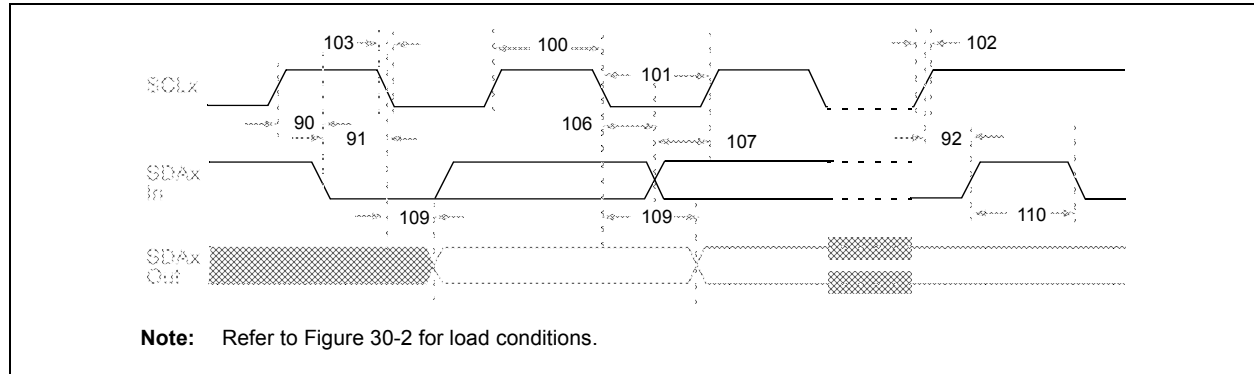 103 100 102
SCLx 101
106
90 91 107 92
SDAx
In
109 109 110
SDAx
Out
Note: Refer to Figure 30-2 for load conditions.